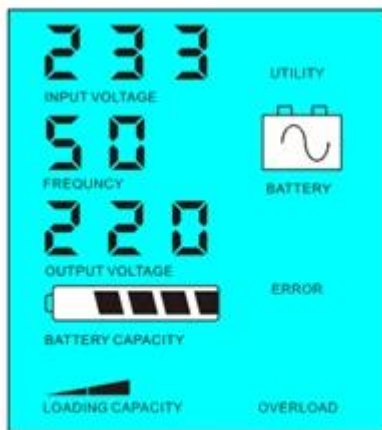 233
UTILITY
INPUT VOLTAGE
50
FREQUNCY
BATTERY
220
OUTPUT VOLTAGE
ERROR
BATTERY CAPACITY
LOADING CAPACITY
OVERLOAD